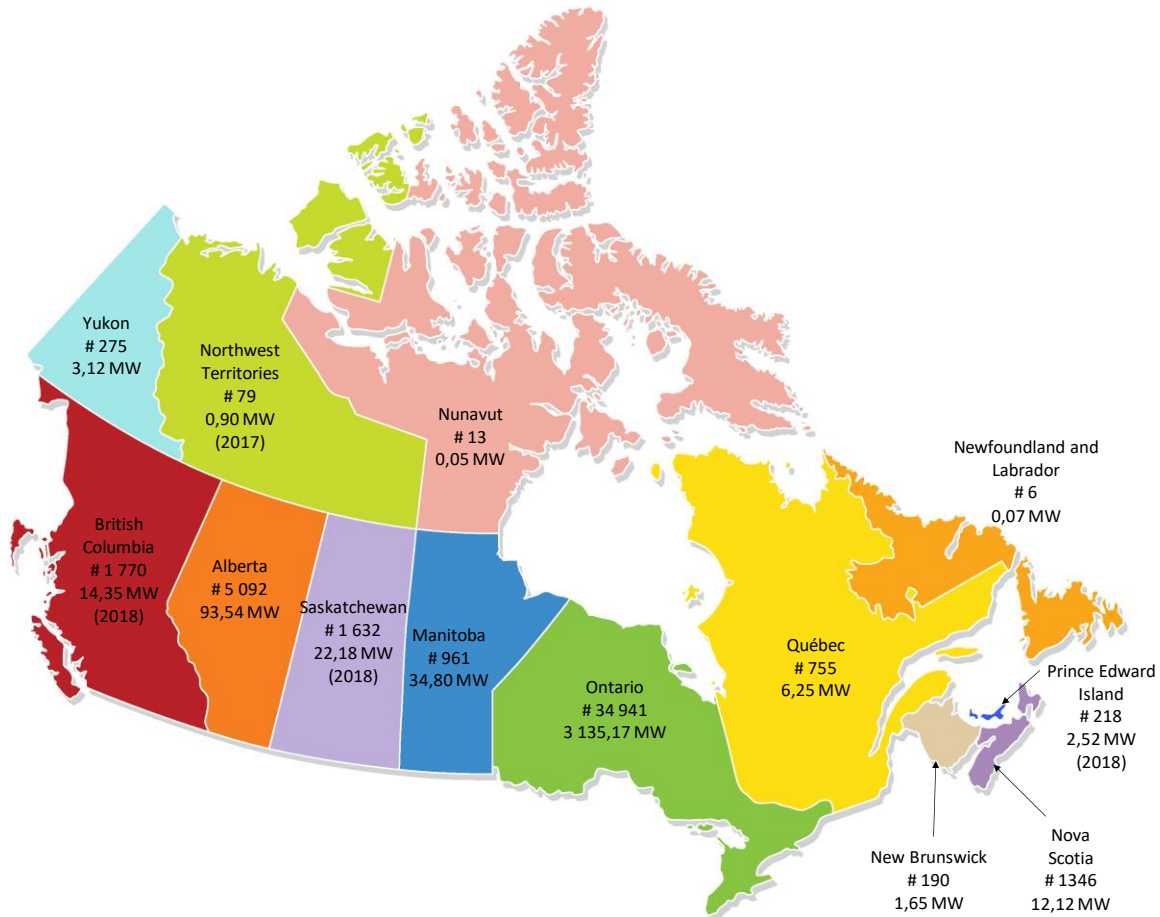 Yukon
# 275
3,12 MW
Northwest
Territories
# 79
0,90 MW
(2017)
Nunavut
# 13
0,05 MW
Newfoundland and
Labrador
# 6
0,07 MW
British
Columbia
# 1 770
14,35 MW
(2018)
Alberta
# 5 092
93,54 MW
Saskatchewan
# 1 632
22,18 MW
(2018)
Manitoba
# 961
34,80 MW
Ontario
# 34 941
3 135,17 MW
Québec
# 755
6,25 MW
Prince Edward
Island
# 218
2,52 MW
(2018)
New Brunswick
# 190
1,65 MW
Nova
Scotia
# 1346
12,12 MW